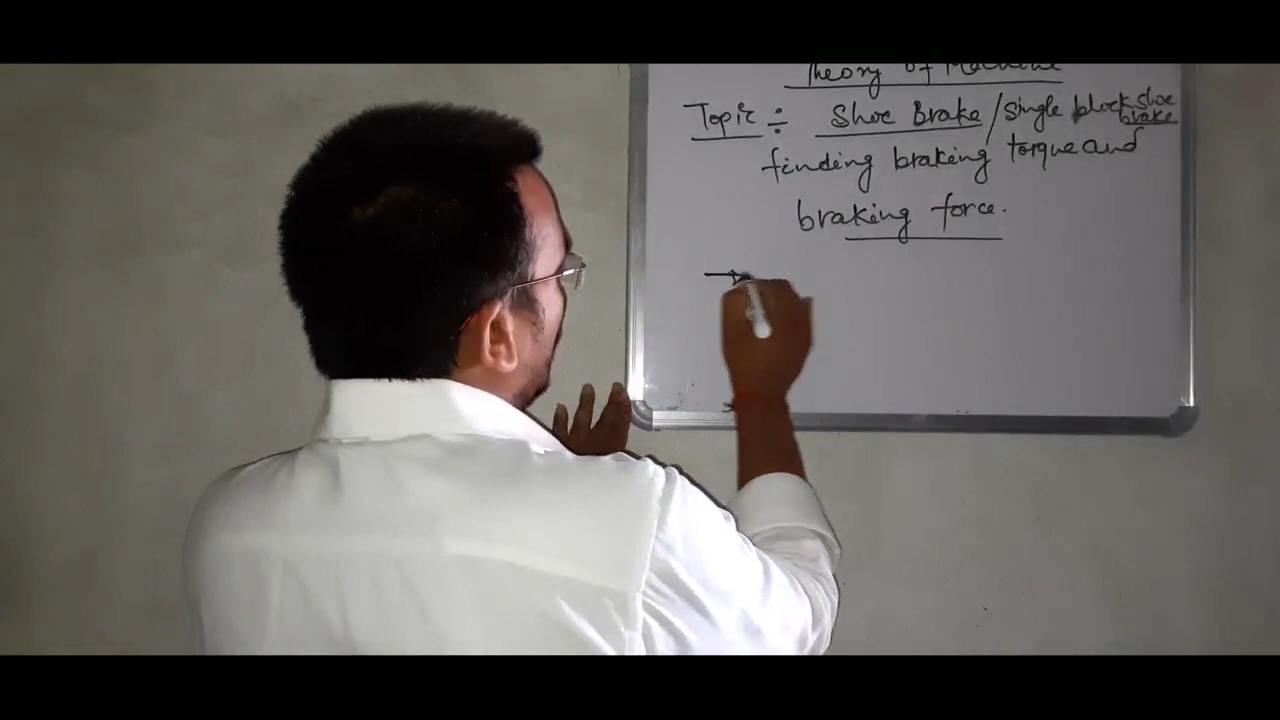 Theory of Machine
Topic ÷ Shoe Brake / Single block shoe brake
finding braking torque and
braking force.